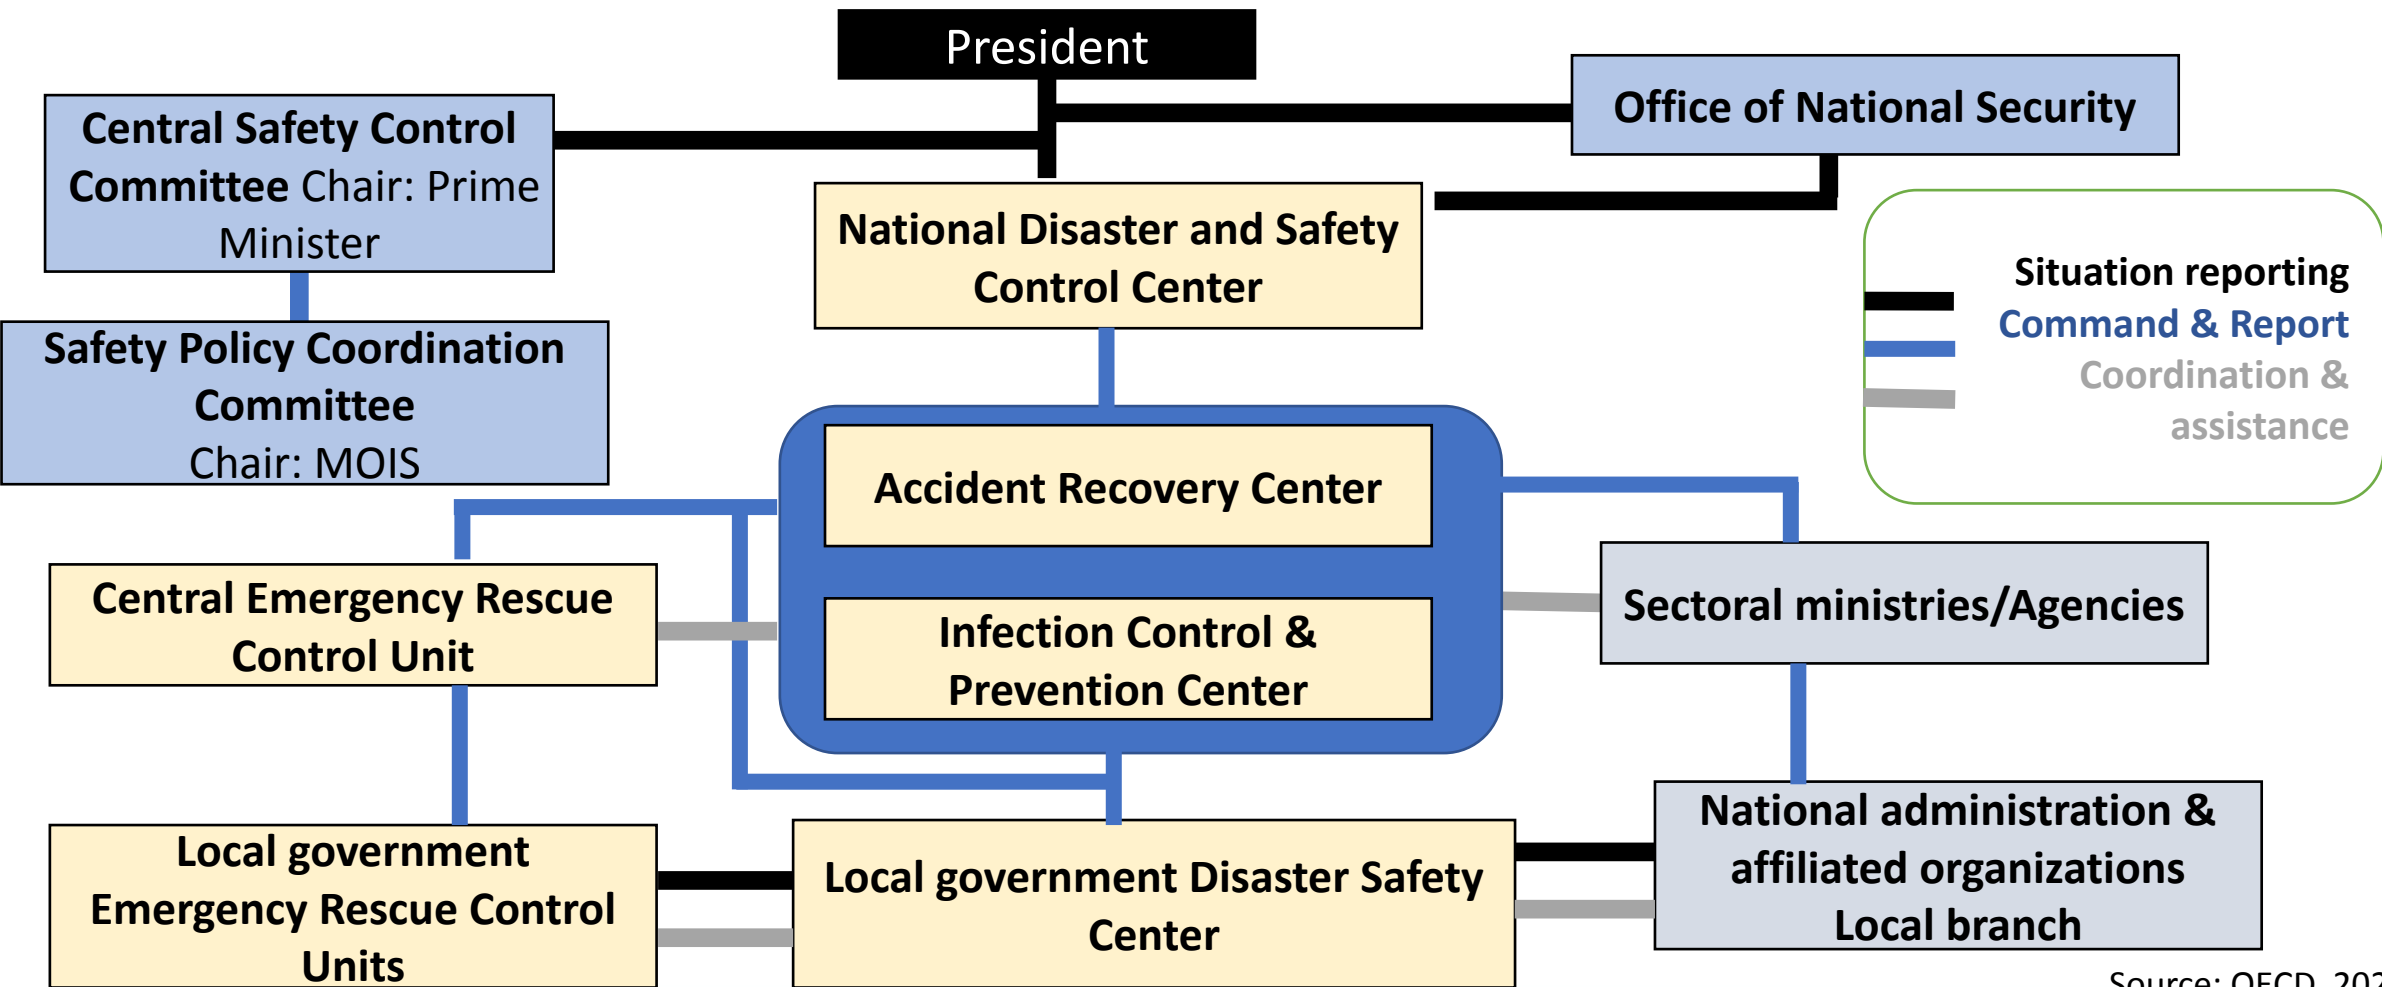 President
Office of National Security
Central Safety Control
Committee Chair: Prime
Minister
National Disaster and Safety
Control Center
Situation reporting
Command & Report
Coordination &
assistance
Safety Policy Coordination
Committee
Chair: MOIS
Accident Recovery Center
Central Emergency Rescue
Control Unit
Infection Control &
Prevention Center
Sectoral ministries/Agencies
Local government
Emergency Rescue Control
Units
Local government Disaster Safety
Center
National administration &
affiliated organizations
Local branch
Source: OECD,